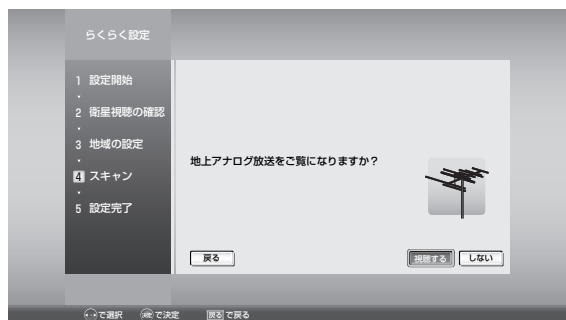 らくらく設定
1 設定開始
2 衛星視聴の確認
3 地域の設定
4 スキャン
5 設定完了
地上アナログ放送をご覧になりますか？
戻る
視聴する しない
で選択 決定 で決定 戻る で戻る